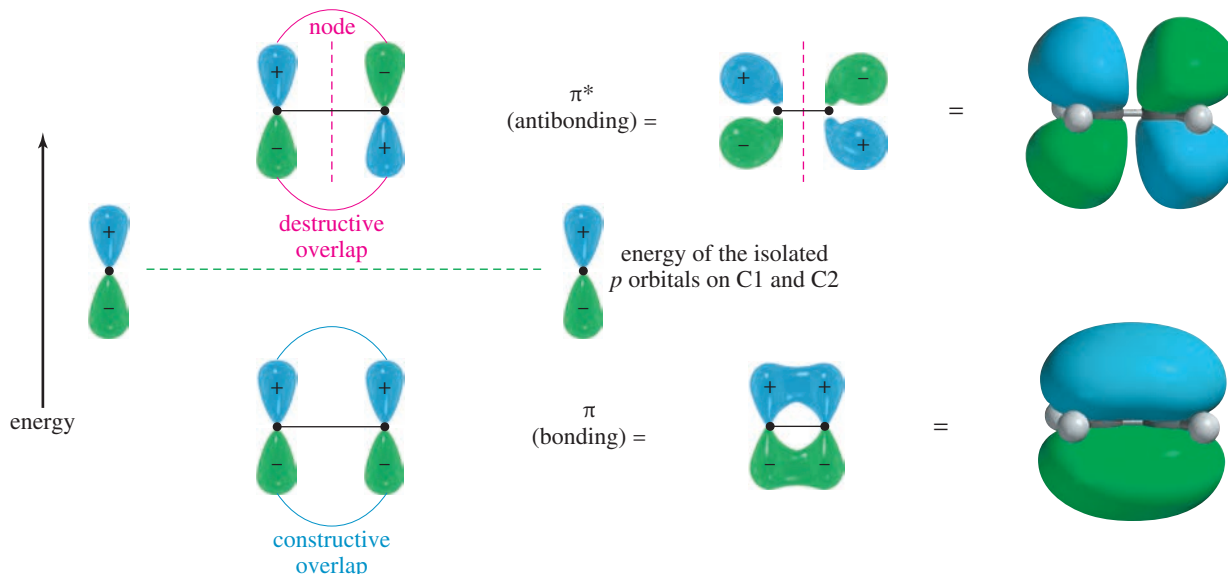 node
+
−
−
+
π*
(antibonding) =
+
−
−
+
=
destructive
overlap
+
−
+
−
energy of the isolated
p orbitals on C1 and C2
energy
+
+
−
−
π
(bonding) =
+
+
−
−
=
constructive
overlap